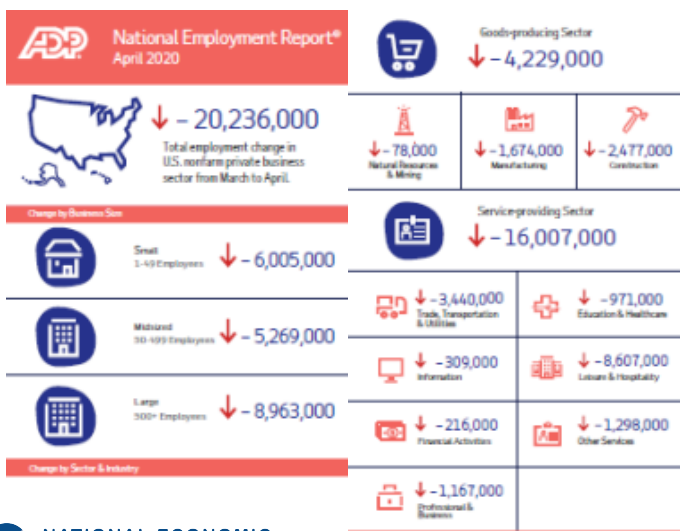 ADP
National Employment Report®
April 2020
- 20,236,000
Total employment change in
U.S. nonfarm private business
sector from March to April.
Change by Business Size
Small
1-49 Employees
- 6,005,000
Midsized
50-499 Employees
- 5,269,000
Large
500+ Employees
- 8,963,000
Change by Sector & Industry
NATIONAL ECONOMIC
Goods-producing Sector
- 4,229,000
-78,000
Natural Resources
& Mining
-1,674,000
Manufacturing
-2,477,000
Construction
Service-providing Sector
-16,007,000
-3,440,000
Trade, Transportation
& Utilities
-971,000
Education & Healthcare
-309,000
Information
-8,607,000
Leisure & Hospitality
-216,000
Financial Activities
-1,298,000
Other Services
-1,167,000
Professional &
Business